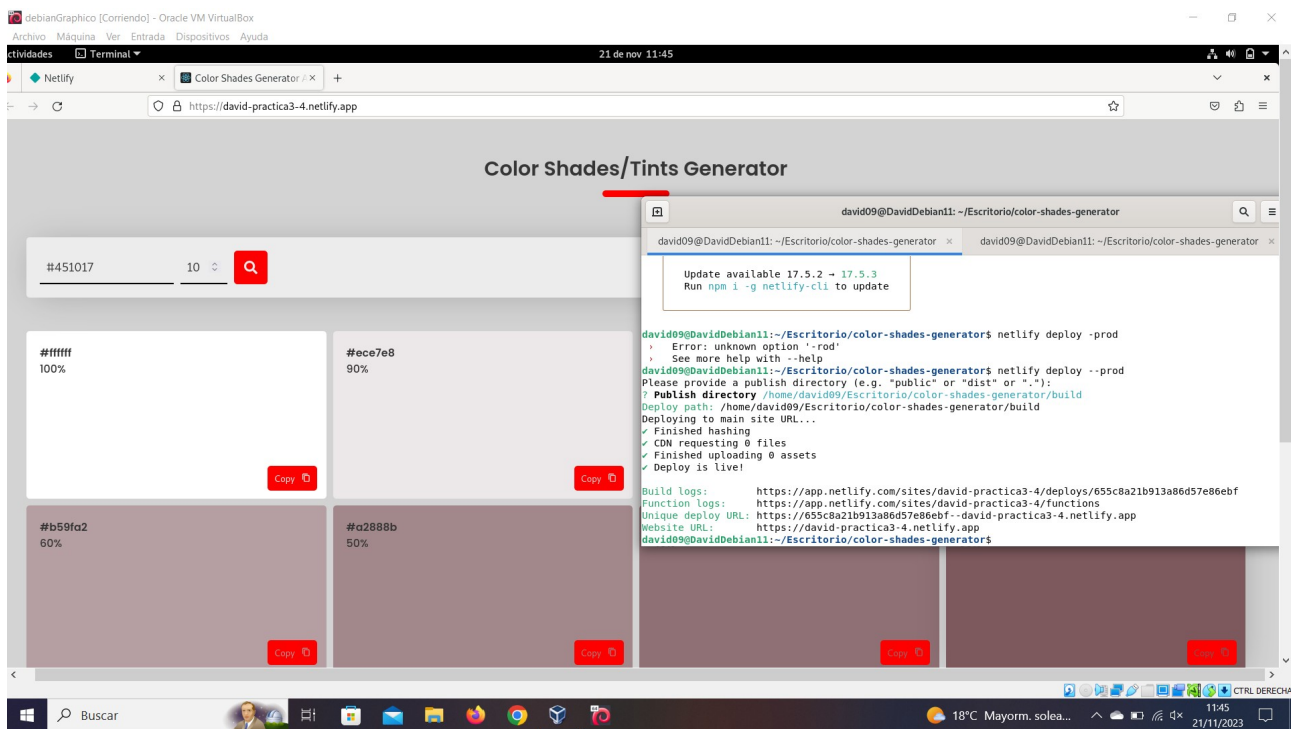 debianGraphico [Corriendo] - Oracle VM VirtualBox
Archivo Máquina Ver Entrada Dispositivos Ayuda
ctividades Terminal 21 de nov 11:45
Netlify × Color Shades Generator A × +
https://david-practica3-4.netlify.app
Color Shades/Tints Generator
#451017 10
#ffffff
100%
Copy
#ece7e8
90%
Copy
#b59fa2
60%
Copy
#a2888b
50%
Copy
Copy
Copy
david09@DavidDebian11: ~/Escritorio/color-shades-generator
david09@DavidDebian11: ~/Escritorio/color-shades-generator × david09@DavidDebian11: ~/Escritorio/color-shades-generator ×
Update available 17.5.2 → 17.5.3
Run npm i -g netlify-cli to update
david09@DavidDebian11:~/Escritorio/color-shades-generator$ netlify deploy -prod
› Error: unknown option '-rod'
› See more help with --help
david09@DavidDebian11:~/Escritorio/color-shades-generator$ netlify deploy --prod
Please provide a publish directory (e.g. "public" or "dist" or "."):
? Publish directory /home/david09/Escritorio/color-shades-generator/build
Deploy path: /home/david09/Escritorio/color-shades-generator/build
Deploying to main site URL...
✔ Finished hashing
✔ CDN requesting 0 files
✔ Finished uploading 0 assets
✔ Deploy is live!
Build logs: https://app.netlify.com/sites/david-practica3-4/deploys/655c8a21b913a86d57e86ebf
Function logs: https://app.netlify.com/sites/david-practica3-4/functions
Unique deploy URL: https://655c8a21b913a86d57e86ebf--david-practica3-4.netlify.app
Website URL: https://david-practica3-4.netlify.app
david09@DavidDebian11:~/Escritorio/color-shades-generator$
CTRL DERECHA
Buscar
18°C Mayorm. solea...
11:45
21/11/2023